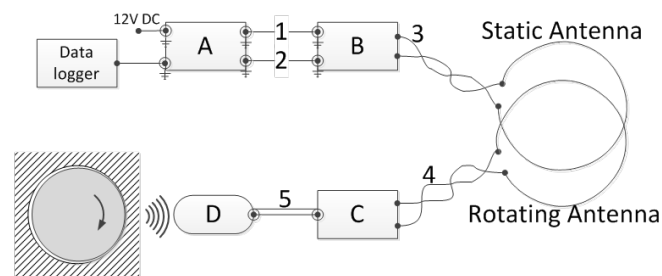 12V DC
Data
logger
A
1
2
B
3
Static Antenna
D
5
C
4
Rotating Antenna